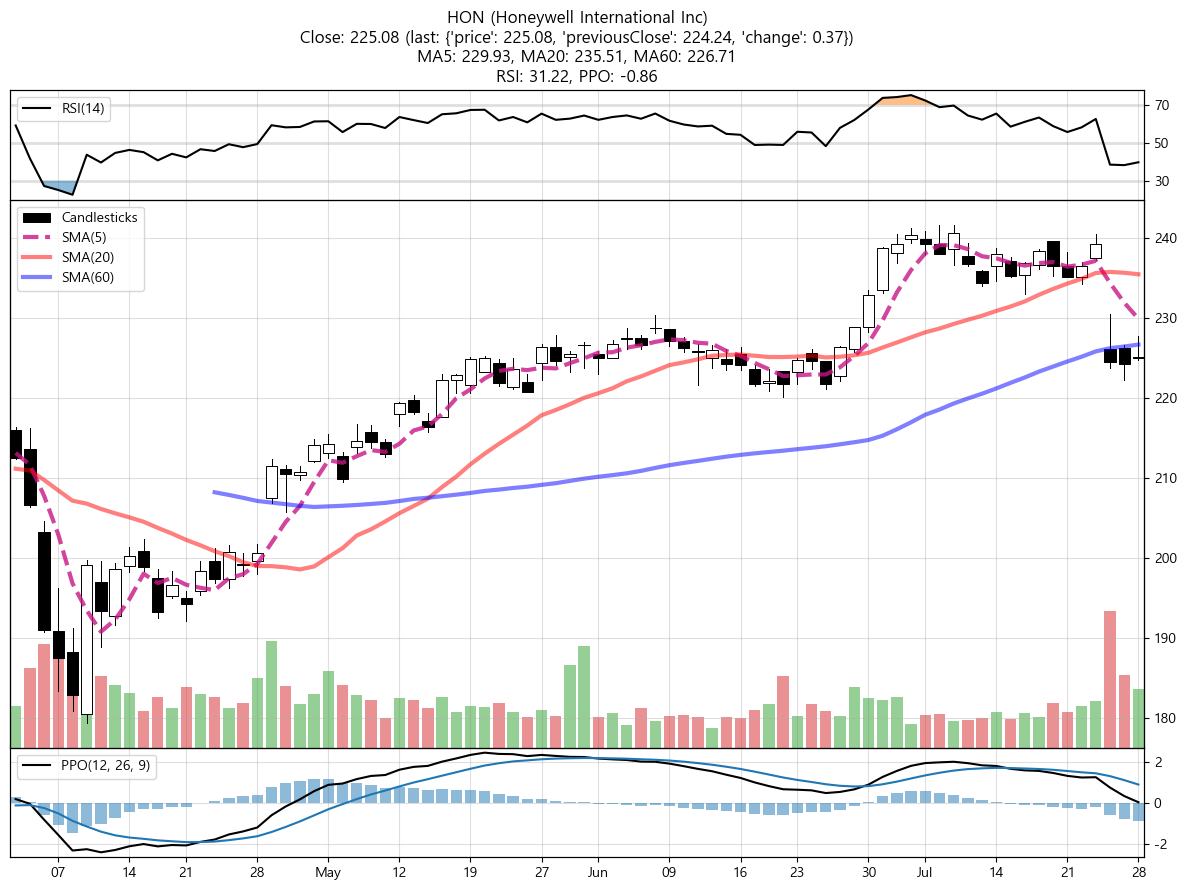 HON (Honeywell International Inc)
Close: 225.08 (last: {'price': 225.08, 'previousClose': 224.24, 'change': 0.37})
MA5: 229.93, MA20: 235.51, MA60: 226.71
RSI: 31.22, PPO: -0.86
RSI(14)
70
50
30
Candlesticks
SMA(5)
SMA(20)
SMA(60)
240
230
220
210
200
190
180
PPO(12, 26, 9)
2
0
-2
07 14 21 28 May 12 19 27 Jun 09 16 23 30 Jul 14 21 28